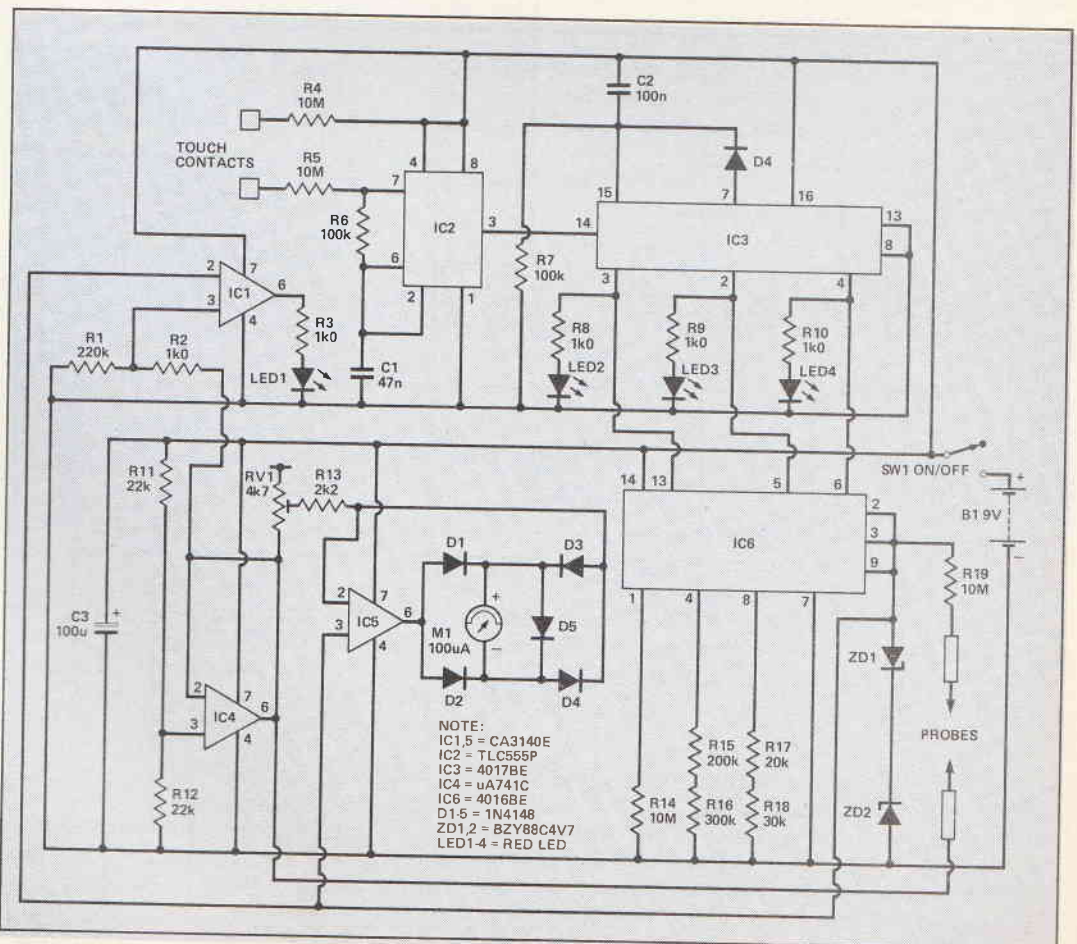 R4
10M
C2
100n
TOUCH
CONTACTS
R5
10M
4
8
7
R6
100k
IC2
3
6
2
1
D4
15
7
16
14
IC3
13
8
R7
100k
3
2
4
2
7
IC1
6
3
4
R1
220k
R2
1k0
R3
1k0
LED1
C1
47n
R8
1k0
LED2
R9
1k0
LED3
R10
1k0
LED4
R11
22k
RV1
4k7
R13
2k2
SW1 ON/OFF
14
13
5
6
IC6
2
3
9
1
4
8
7
+
B1 9V
−
C3
100u
+
D1
D3
2
7
IC5
6
3
4
+
M1
100uA
−
D5
D2
D4
R19
10M
ZD1
PROBES
ZD2
2
7
IC4
6
3
4
R12
22k
R14
10M
R15
200k
R16
300k
R17
20k
R18
30k
NOTE:
IC1,5 = CA3140E
IC2 = TLC555P
IC3 = 4017BE
IC4 = uA741C
IC6 = 4016BE
D1-5 = 1N4148
ZD1,2 = BZY88C4V7
LED1-4 = RED LED